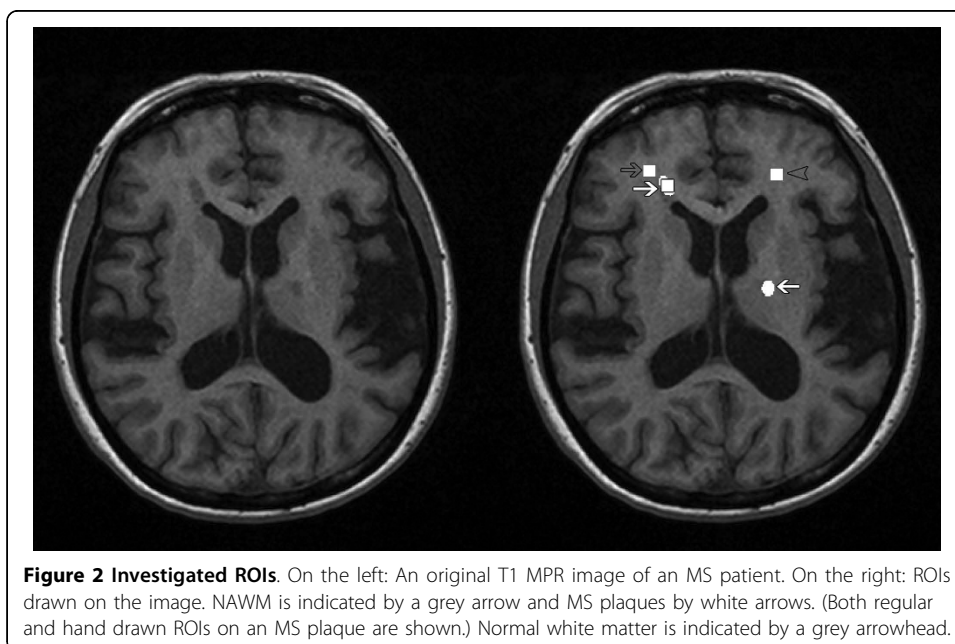 Figure 2 Investigated ROIs. On the left: An original T1 MPR image of an MS patient. On the right: ROIs
drawn on the image. NAWM is indicated by a grey arrow and MS plaques by white arrows. (Both regular
and hand drawn ROIs on an MS plaque are shown.) Normal white matter is indicated by a grey arrowhead.